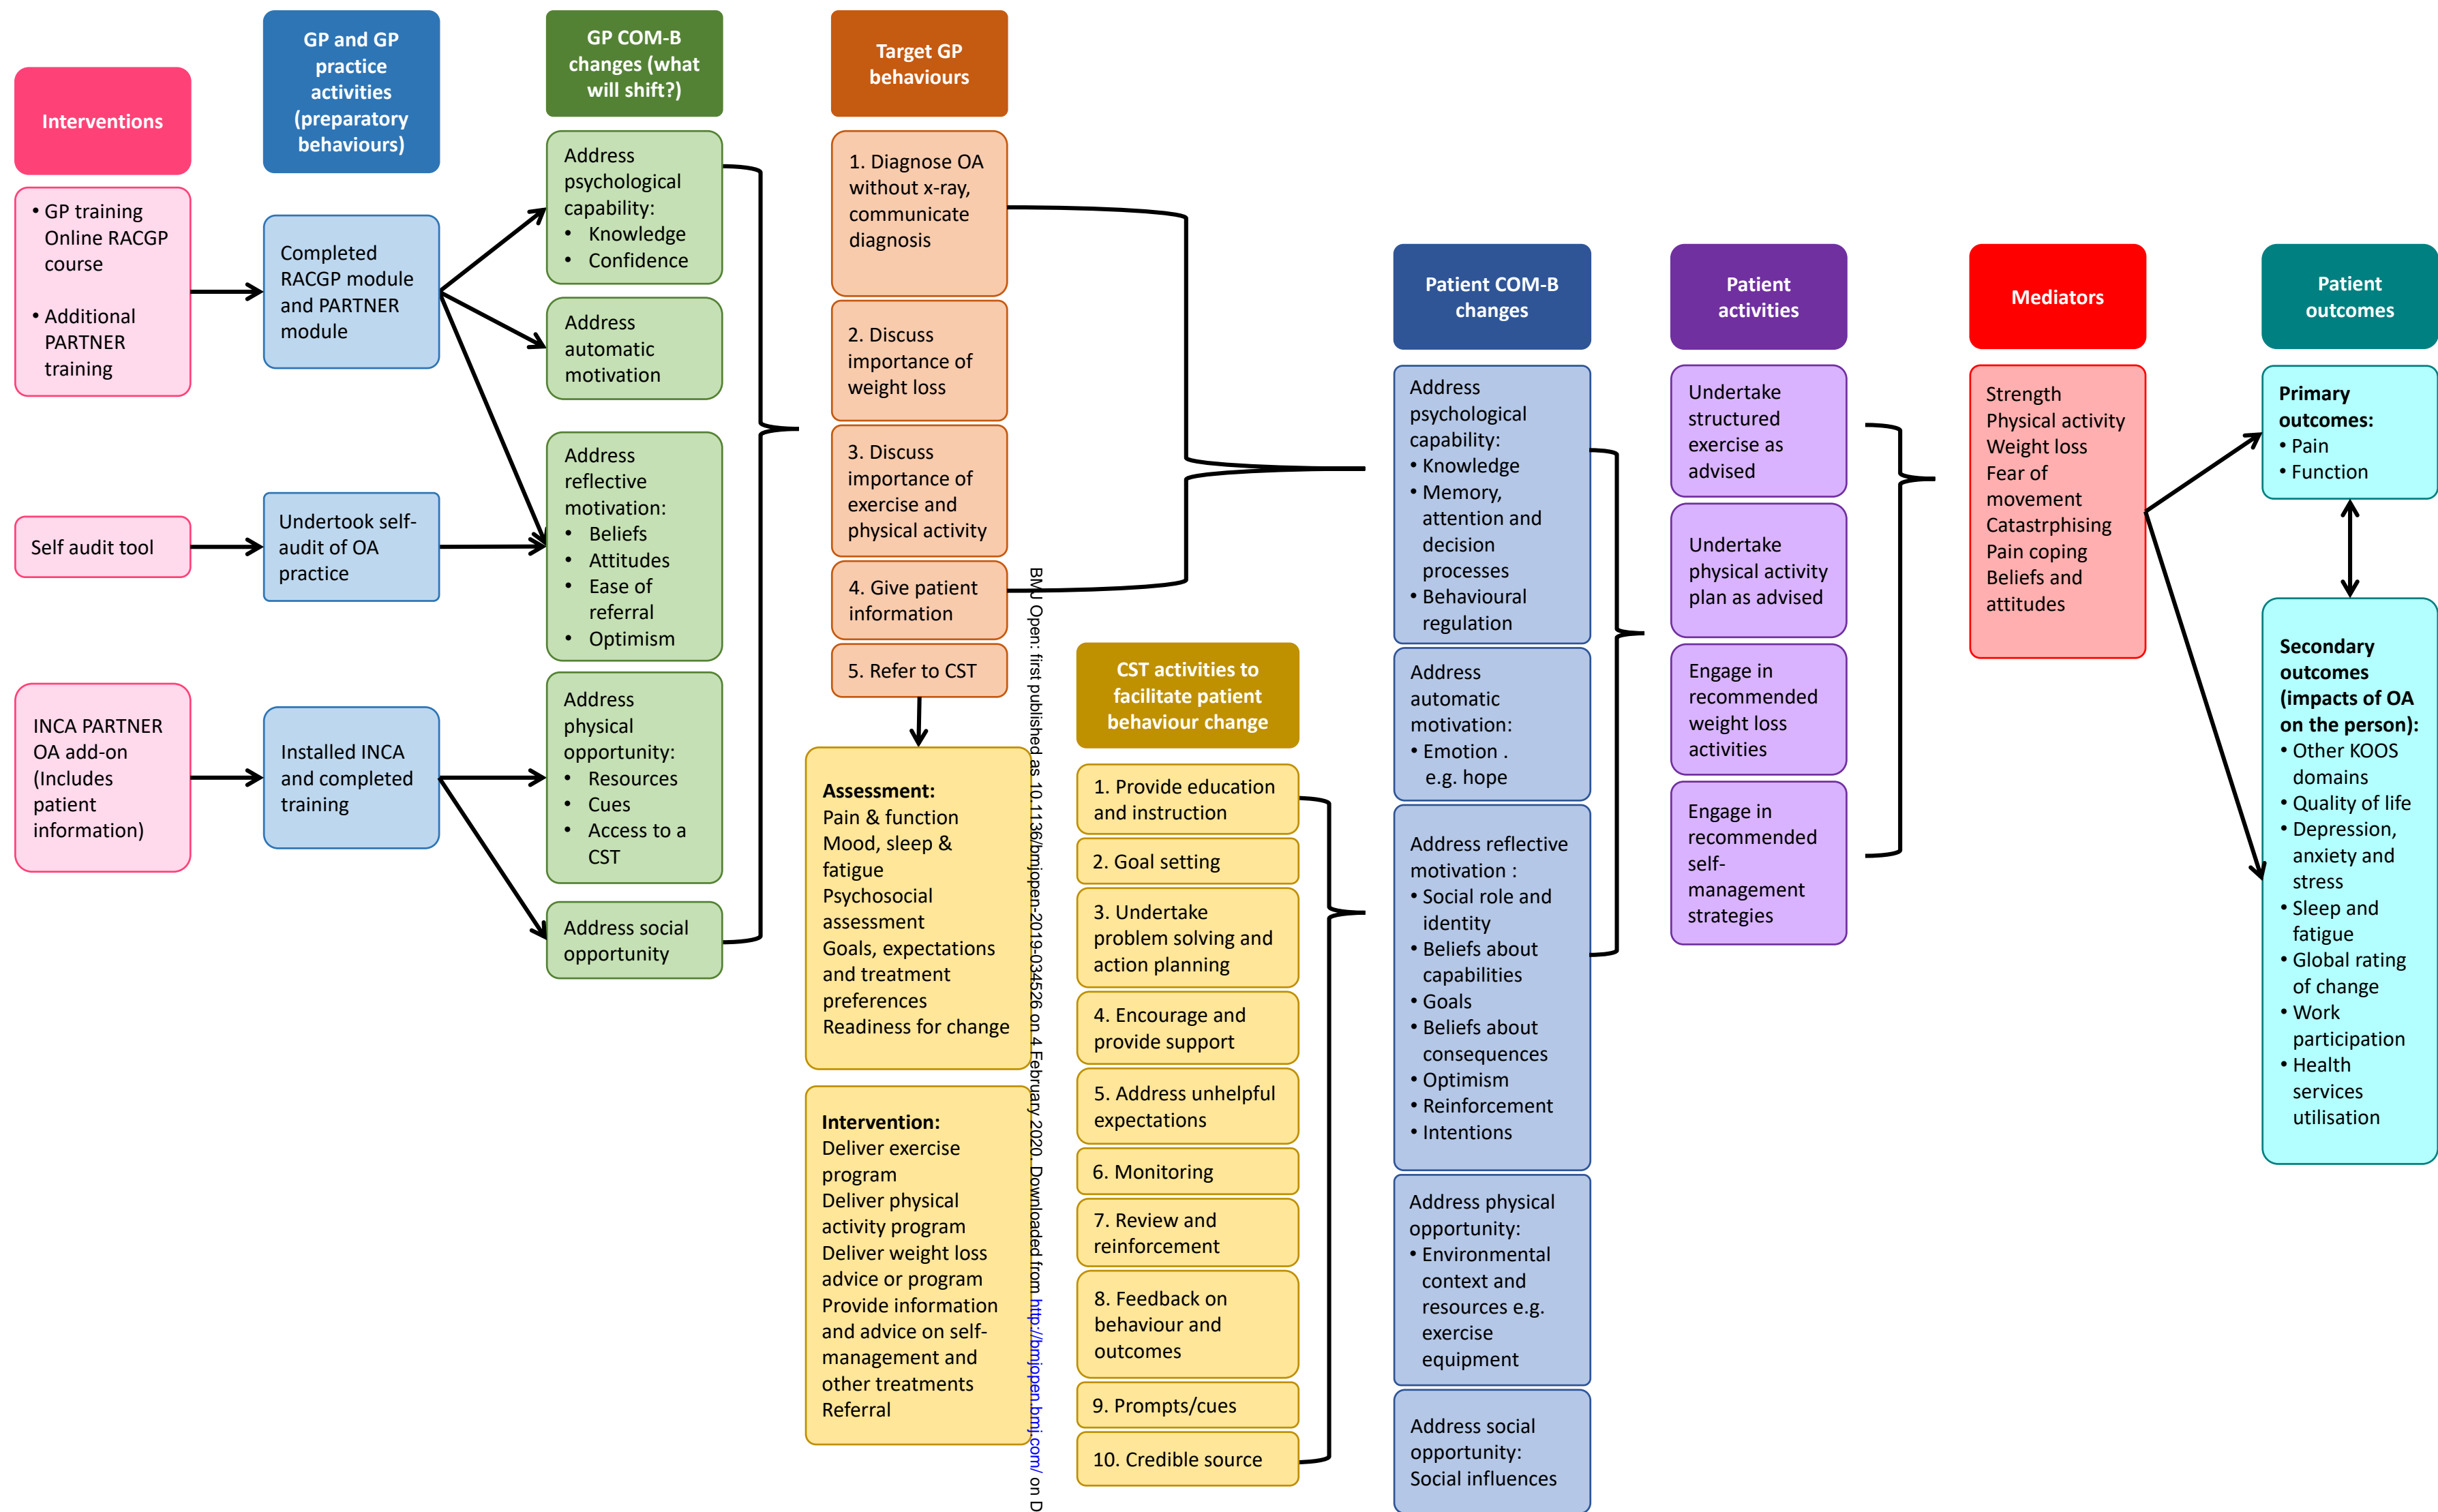 Interventions
• GP training
Online RACGP
course
• Additional
PARTNER
training
Self audit tool
INCA PARTNER
OA add-on
(Includes
patient
information)
GP and GP
practice
activities
(preparatory
behaviours)
Completed
RACGP module
and PARTNER
module
Undertook self-
audit of OA
practice
Installed INCA
and completed
training
GP COM-B
changes (what
will shift?)
Address
psychological
capability:
• Knowledge
• Confidence
Address
automatic
motivation
Address
reflective
motivation:
• Beliefs
• Attitudes
• Ease of
referral
• Optimism
Address
physical
opportunity:
• Resources
• Cues
• Access to a
CST
Address social
opportunity
Target GP
behaviours
1. Diagnose OA
without x-ray,
communicate
diagnosis
2. Discuss
importance of
weight loss
3. Discuss
importance of
exercise and
physical activity
4. Give patient
information
5. Refer to CST
Assessment:
Pain & function
Mood, sleep &
fatigue
Psychosocial
assessment
Goals, expectations
and treatment
preferences
Readiness for change
Intervention:
Deliver exercise
program
Deliver physical
activity program
Deliver weight loss
advice or program
Provide information
and advice on self-
management and
other treatments
Referral
BMJ Open: first published as 10.1136/bmjopen-2019-034526 on 4 February 2020. Downloaded from http://bmjopen.bmj.com/ on D
CST activities to
facilitate patient
behaviour change
1. Provide education
and instruction
2. Goal setting
3. Undertake
problem solving and
action planning
4. Encourage and
provide support
5. Address unhelpful
expectations
6. Monitoring
7. Review and
reinforcement
8. Feedback on
behaviour and
outcomes
9. Prompts/cues
10. Credible source
Patient COM-B
changes
Address
psychological
capability:
• Knowledge
• Memory,
attention and
decision
processes
• Behavioural
regulation
Address
automatic
motivation:
• Emotion .
e.g. hope
Address reflective
motivation :
• Social role and
identity
• Beliefs about
capabilities
• Goals
• Beliefs about
consequences
• Optimism
• Reinforcement
• Intentions
Address physical
opportunity:
• Environmental
context and
resources e.g.
exercise
equipment
Address social
opportunity:
Social influences
Patient
activities
Undertake
structured
exercise as
advised
Undertake
physical activity
plan as advised
Engage in
recommended
weight loss
activities
Engage in
recommended
self-
management
strategies
Mediators
Strength
Physical activity
Weight loss
Fear of
movement
Catastrphising
Pain coping
Beliefs and
attitudes
Patient
outcomes
Primary
outcomes:
• Pain
• Function
Secondary
outcomes
(impacts of OA
on the person):
• Other KOOS
domains
• Quality of life
• Depression,
anxiety and
stress
• Sleep and
fatigue
• Global rating
of change
• Work
participation
• Health
services
utilisation